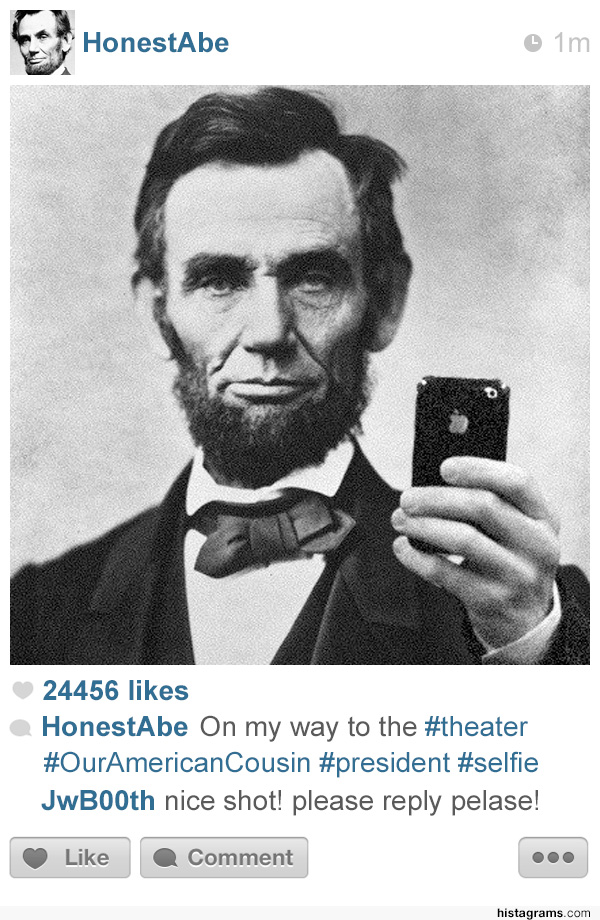 HonestAbe
1m
24456 likes
HonestAbe On my way to the #theater
#OurAmericanCousin #president #selfie
JwB00th nice shot! please reply pelase!
Like
Comment
histagrams.com